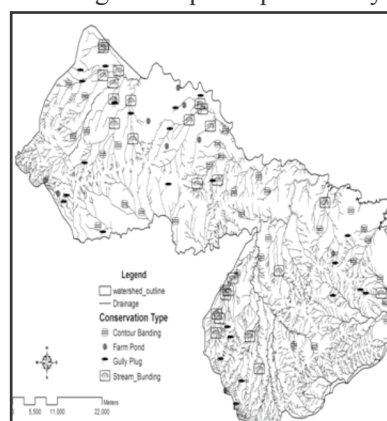 Legend
watershed_outline
Drainage
Conservation Type
Contour Banding
Farm Pond
Gully Plug
Stream_Bunding
Meters
0 5,500 11,000 22,000